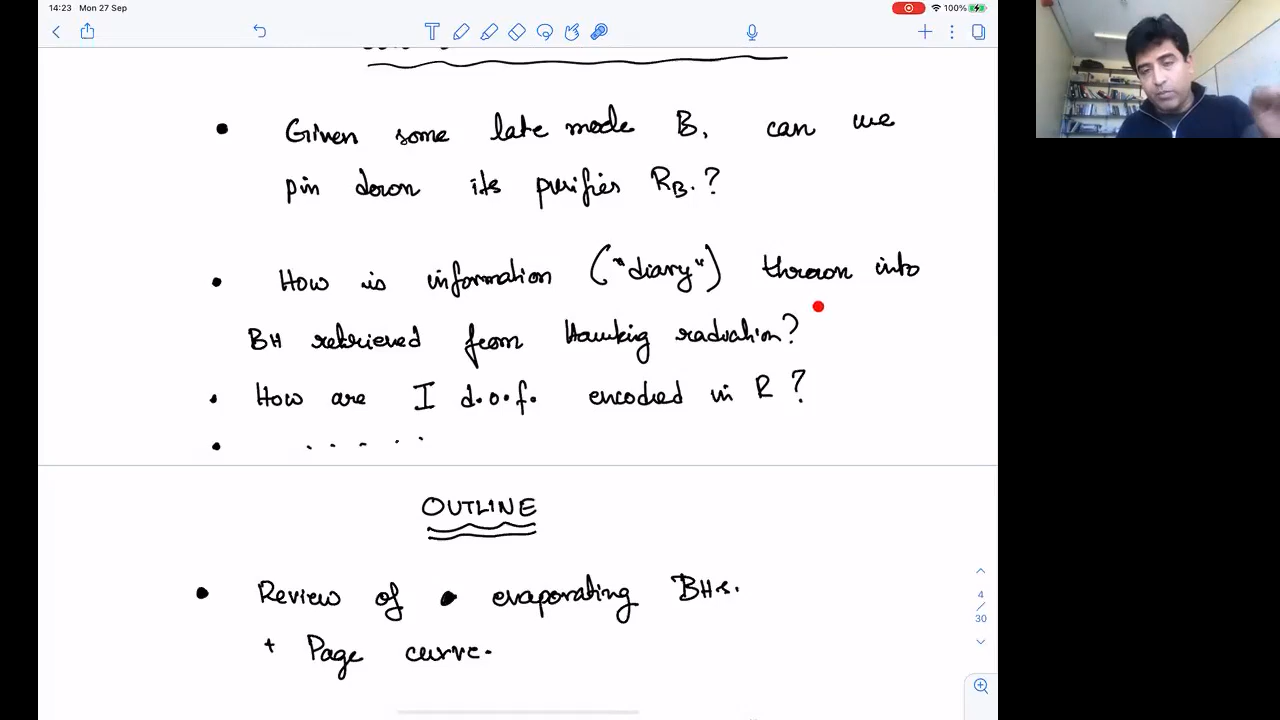 14:23 Mon 27 Sep
100%
• Given some late mode B, can we
pin down its purifier R_B.?
• How is information ("diary") thrown into
BH retrieved from Hawking radiation?
• How are I d.o.f. encoded in R?
• .....
4
/
30
OUTLINE
• Review of evaporating BHs.
+ Page curve.